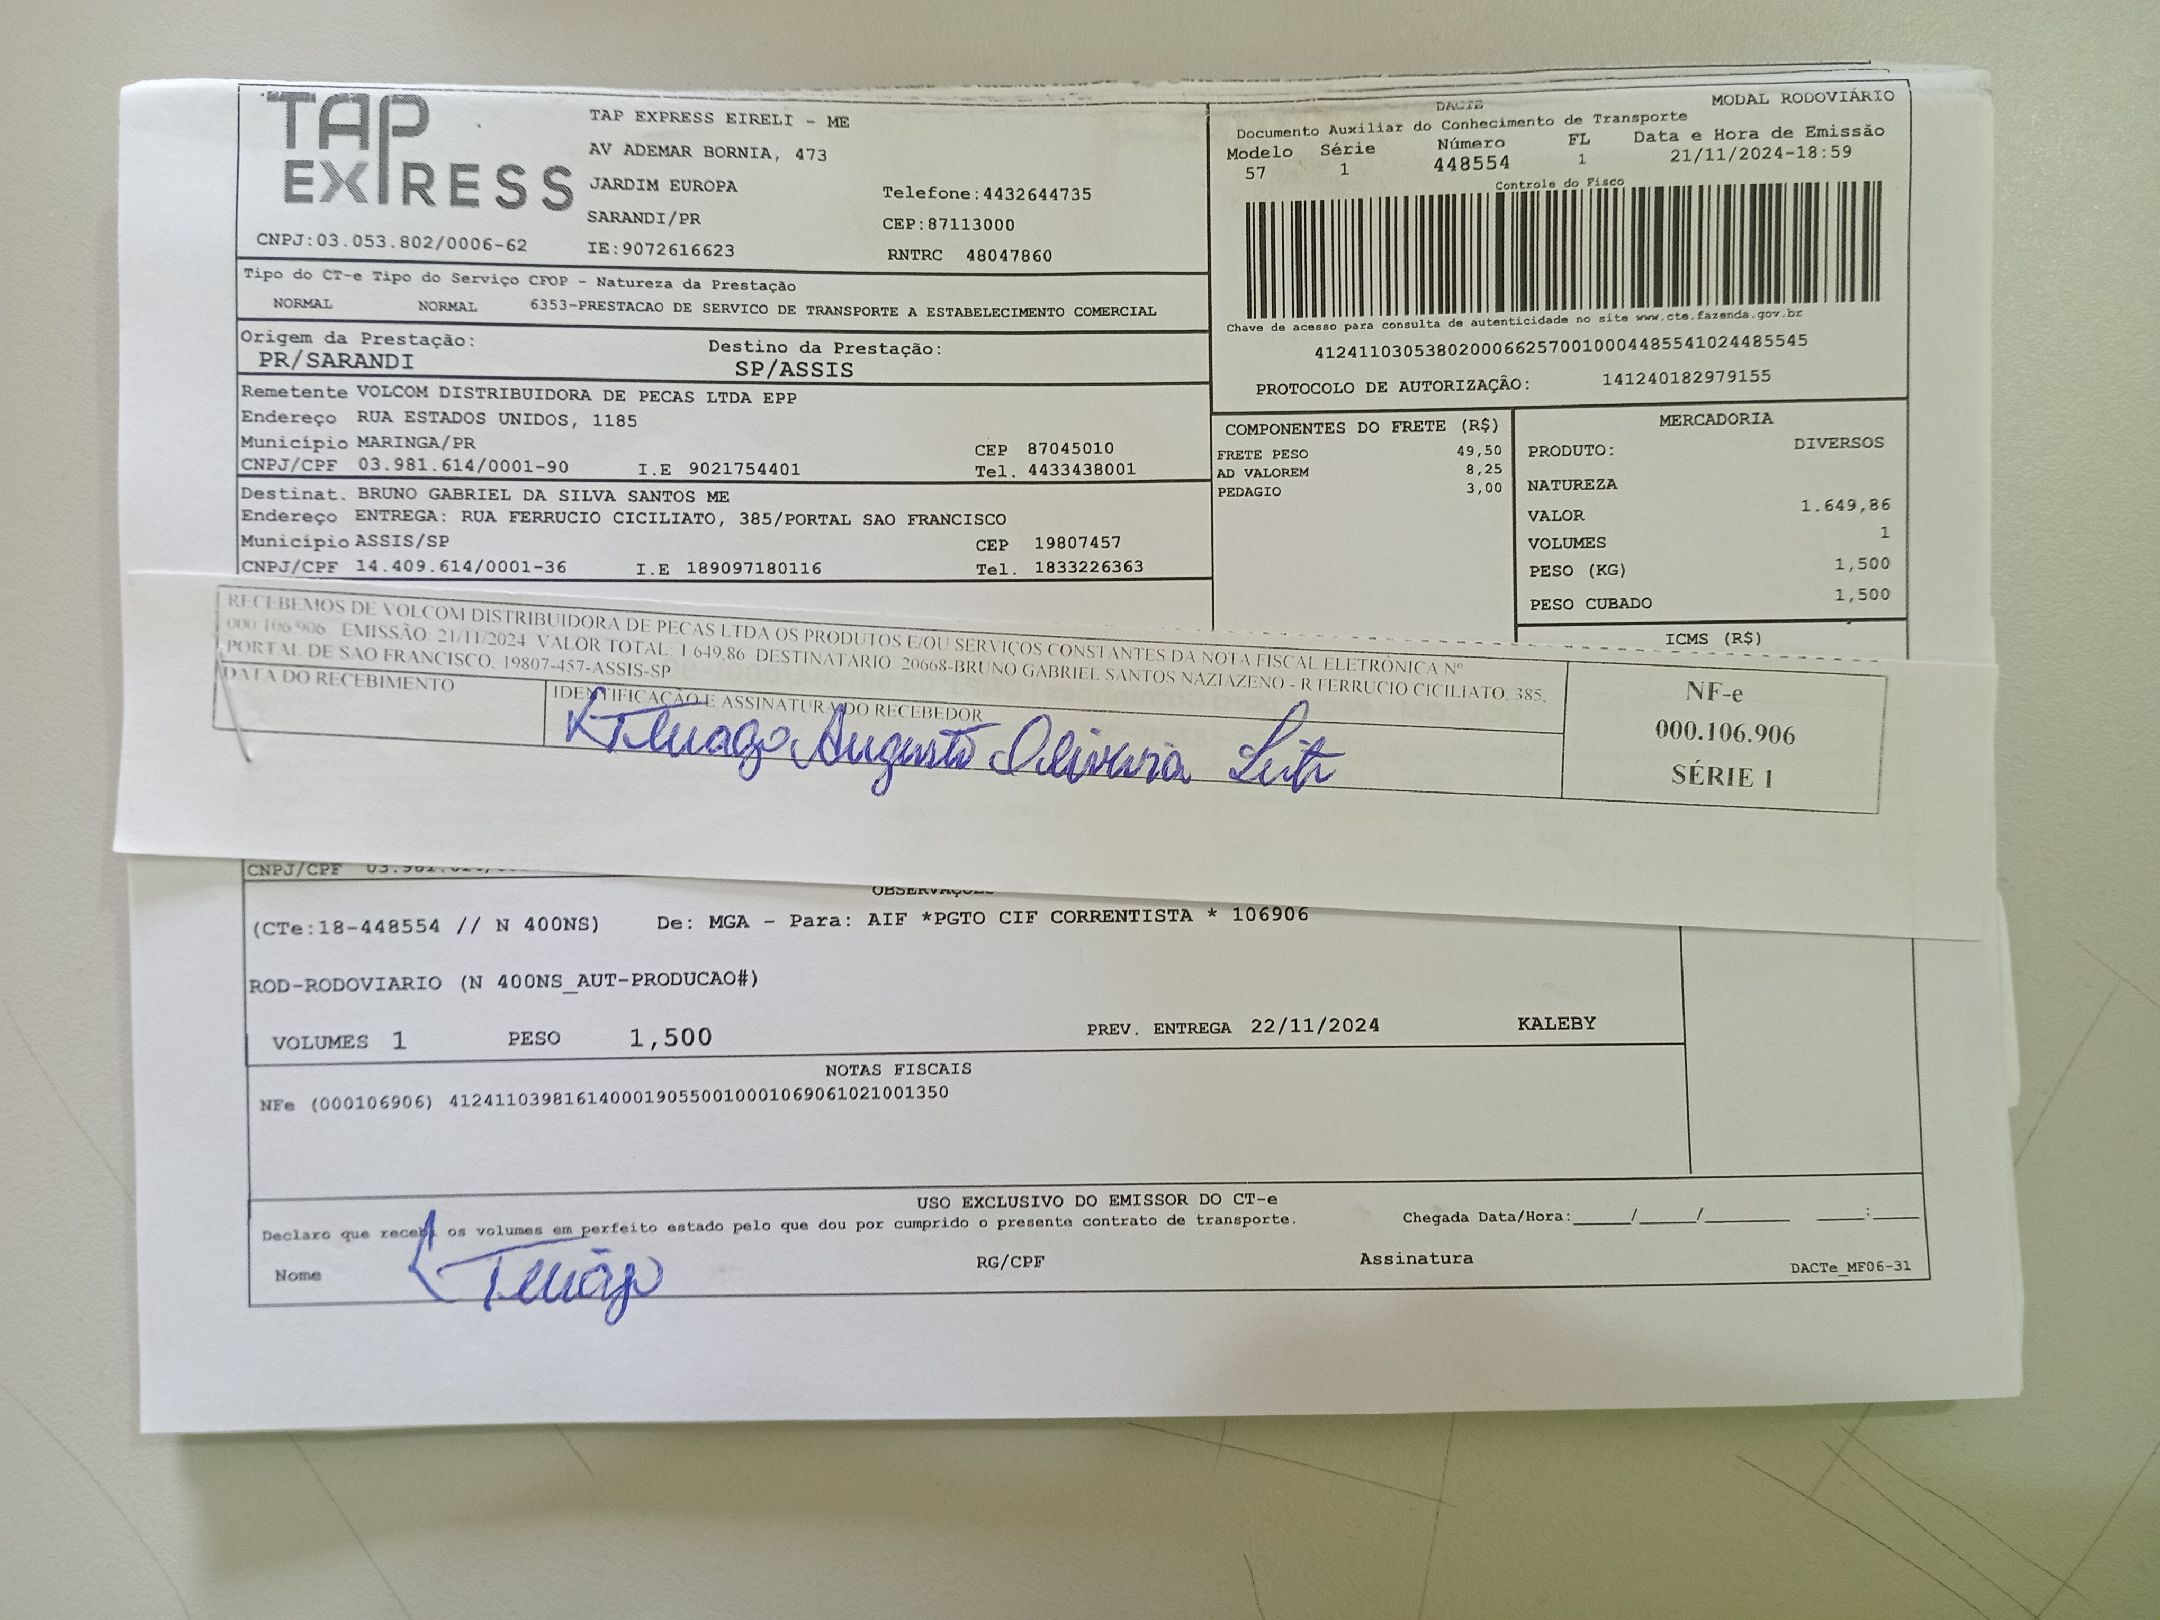 TAP EXPRESS
TAP EXPRESS EIRELI - ME
AV ADEMAR BORNIA, 473
JARDIM EUROPA
Telefone:4432644735
SARANDI/PR
CEP:87113000
CNPJ:03.053.802/0006-62
IE:9072616623
RNTRC 48047860
DACTE
MODAL RODOVIÁRIO
Documento Auxiliar do Conhecimento de Transporte
Modelo Série Número FL Data e Hora de Emissão
57 1 448554 1 21/11/2024-18:59
Controle do Fisco
Chave de acesso para consulta de autenticidade no site www.cte.fazenda.gov.br
41241103053802000662570010004485541024485545
PROTOCOLO DE AUTORIZAÇÃO: 141240182979155
Tipo do CT-e Tipo do Serviço CFOP - Natureza da Prestação
NORMAL NORMAL 6353-PRESTACAO DE SERVICO DE TRANSPORTE A ESTABELECIMENTO COMERCIAL
Origem da Prestação: Destino da Prestação:
PR/SARANDI SP/ASSIS
Remetente VOLCOM DISTRIBUIDORA DE PECAS LTDA EPP
Endereço RUA ESTADOS UNIDOS, 1185
Município MARINGA/PR CEP 87045010
CNPJ/CPF 03.981.614/0001-90 I.E 9021754401 Tel. 4433438001
Destinat. BRUNO GABRIEL DA SILVA SANTOS ME
Endereço ENTREGA: RUA FERRUCIO CICILIATO, 385/PORTAL SAO FRANCISCO
Município ASSIS/SP CEP 19807457
CNPJ/CPF 14.409.614/0001-36 I.E 189097180116 Tel. 1833226363
COMPONENTES DO FRETE (R$)
FRETE PESO 49,50
AD VALOREM 8,25
PEDAGIO 3,00
MERCADORIA
PRODUTO: DIVERSOS
NATUREZA
VALOR 1.649,86
VOLUMES 1
PESO (KG) 1,500
PESO CUBADO 1,500
ICMS (R$)
RECEBEMOS DE VOLCOM DISTRIBUIDORA DE PECAS LTDA OS PRODUTOS E/OU SERVIÇOS CONSTANTES DA NOTA FISCAL ELETRÔNICA Nº
000.106.906 EMISSÃO: 21/11/2024 VALOR TOTAL: 1.649,86 DESTINATÁRIO: 20668-BRUNO GABRIEL SANTOS NAZIAZENO - R FERRUCIO CICILIATO, 385,
PORTAL DE SAO FRANCISCO, 19807-457-ASSIS-SP
DATA DO RECEBIMENTO
IDENTIFICAÇÃO E ASSINATURA DO RECEBEDOR
Thiago Augusto Oliveira
NF-e
000.106.906
SÉRIE 1
CNPJ/CPF
OBSERVAÇÕES
(CTe:18-448554 // N 400NS) De: MGA - Para: AIF *PGTO CIF CORRENTISTA * 106906
ROD-RODOVIARIO (N 400NS_AUT-PRODUCAO#)
VOLUMES 1 PESO 1,500 PREV. ENTREGA 22/11/2024 KALEBY
NOTAS FISCAIS
NFe (000106906) 41241103981614000190550010001069061021001350
USO EXCLUSIVO DO EMISSOR DO CT-e
Declaro que recebi os volumes em perfeito estado pelo que dou por cumprido o presente contrato de transporte. Chegada Data/Hora:_____/_____/_______ ____:____
Nome Thiago RG/CPF Assinatura
DACTe_MF06-31